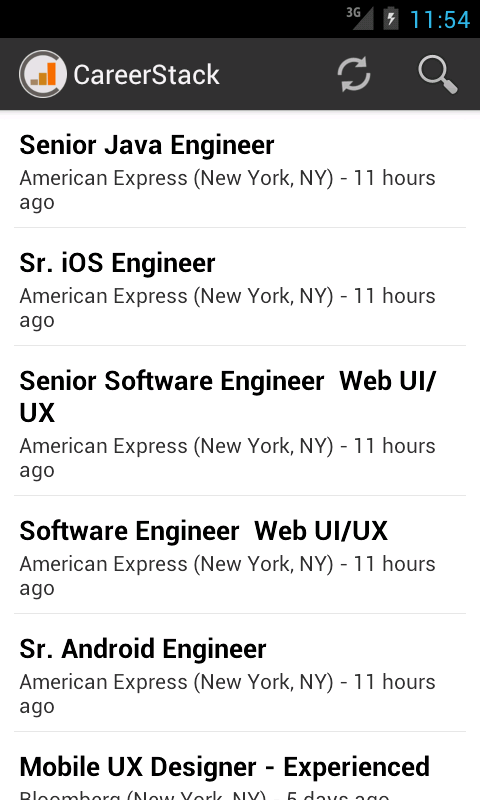 3G 11:54
CareerStack
Senior Java Engineer
American Express (New York, NY) - 11 hours
ago
Sr. iOS Engineer
American Express (New York, NY) - 11 hours
ago
Senior Software Engineer  Web UI/
UX
American Express (New York, NY) - 11 hours
ago
Software Engineer  Web UI/UX
American Express (New York, NY) - 11 hours
ago
Sr. Android Engineer
American Express (New York, NY) - 11 hours
ago
Mobile UX Designer - Experienced
Bloomberg (New York, NY) - 5 days ago